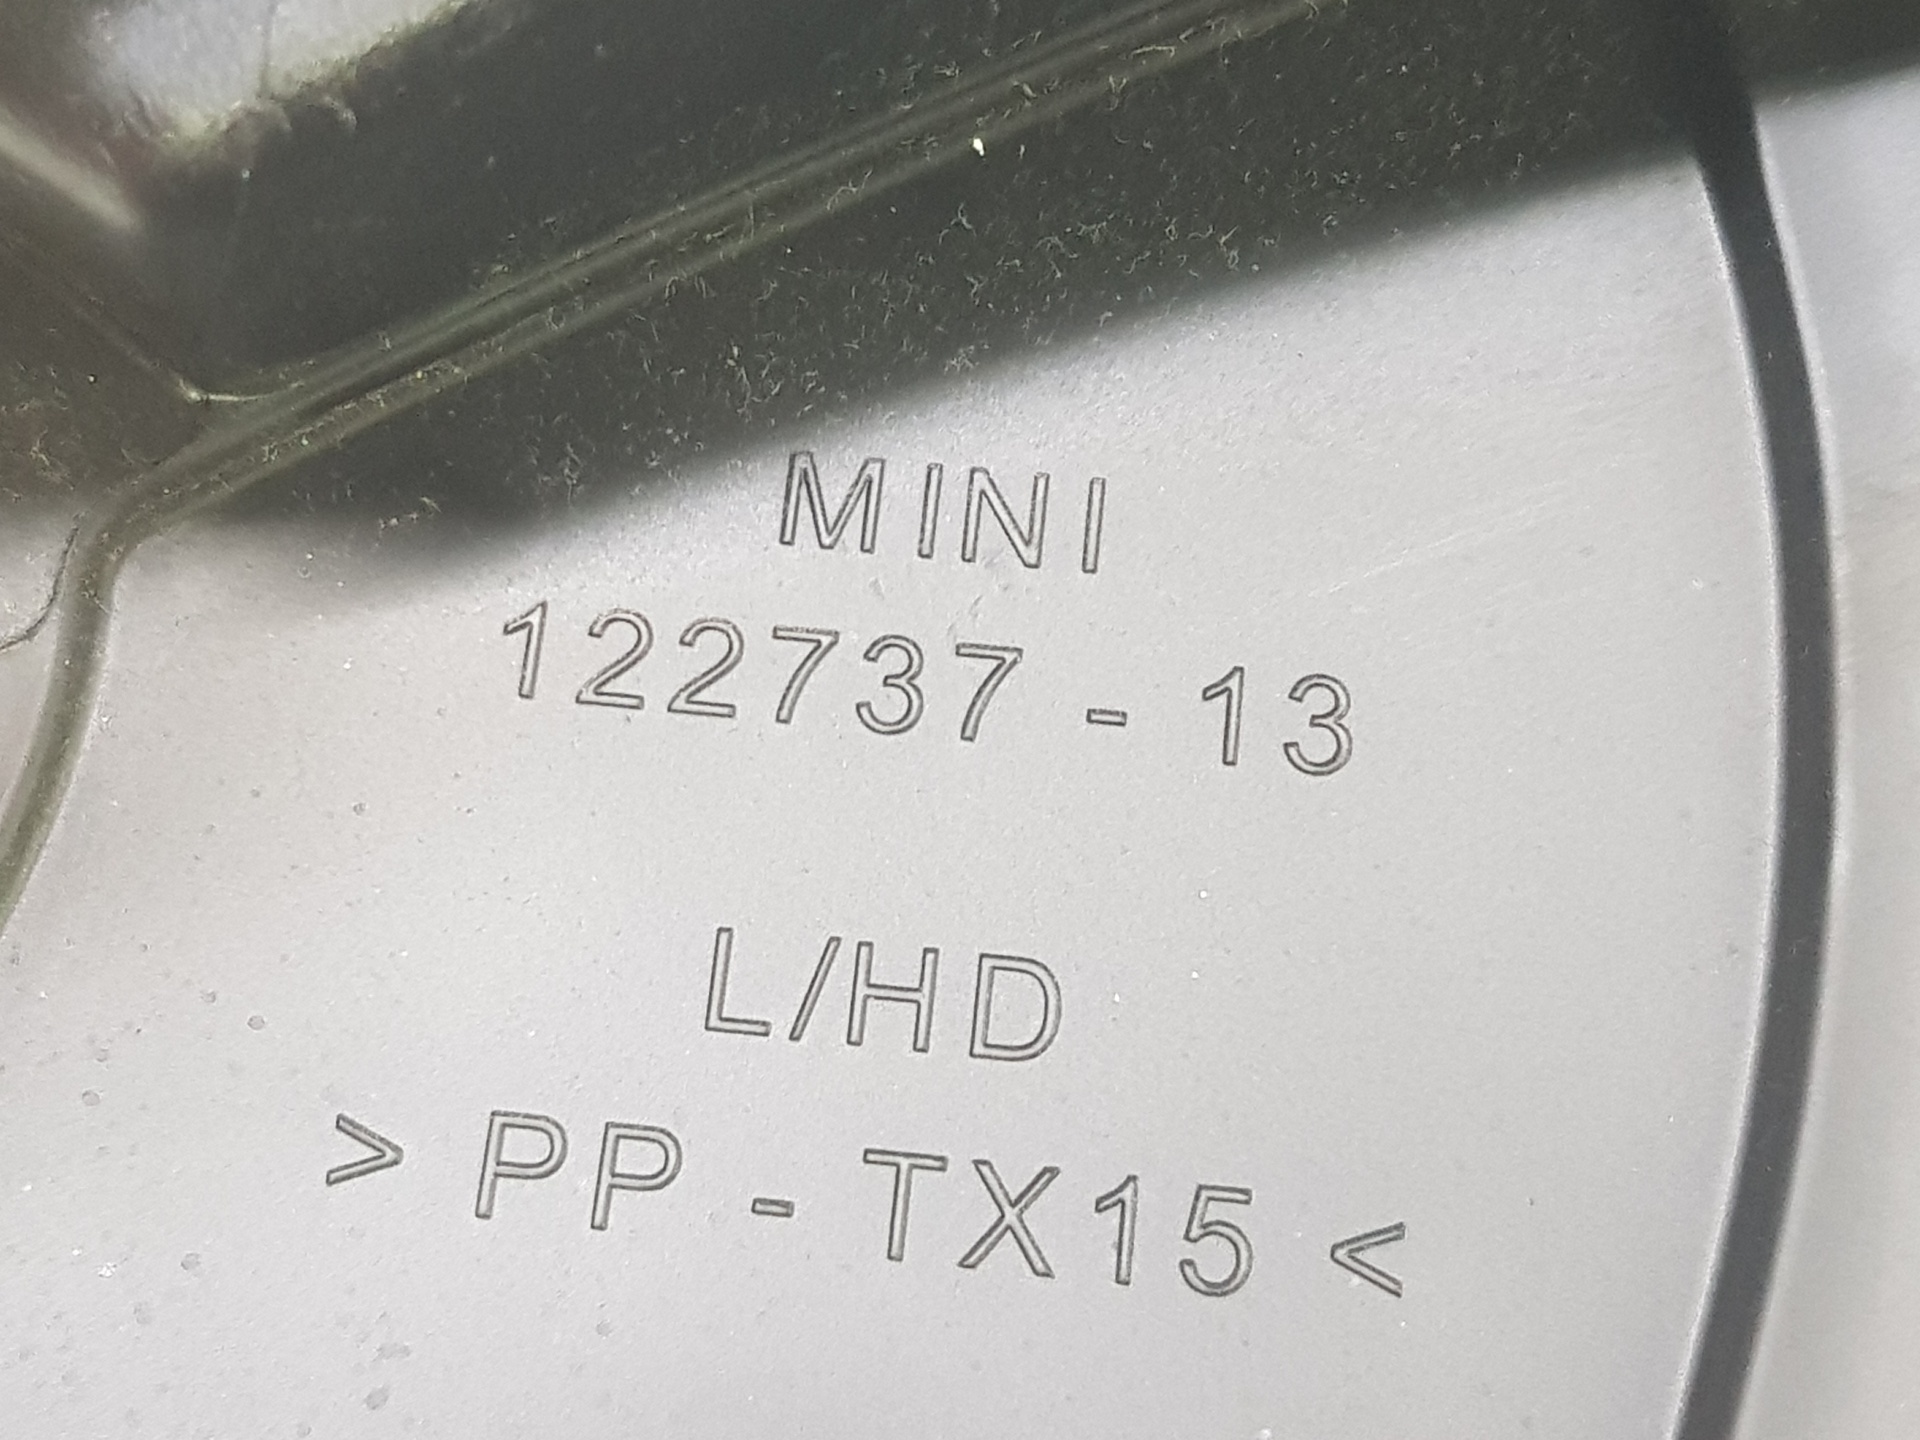 MINI
122737 - 13
L/HD
> PP - TX15 <